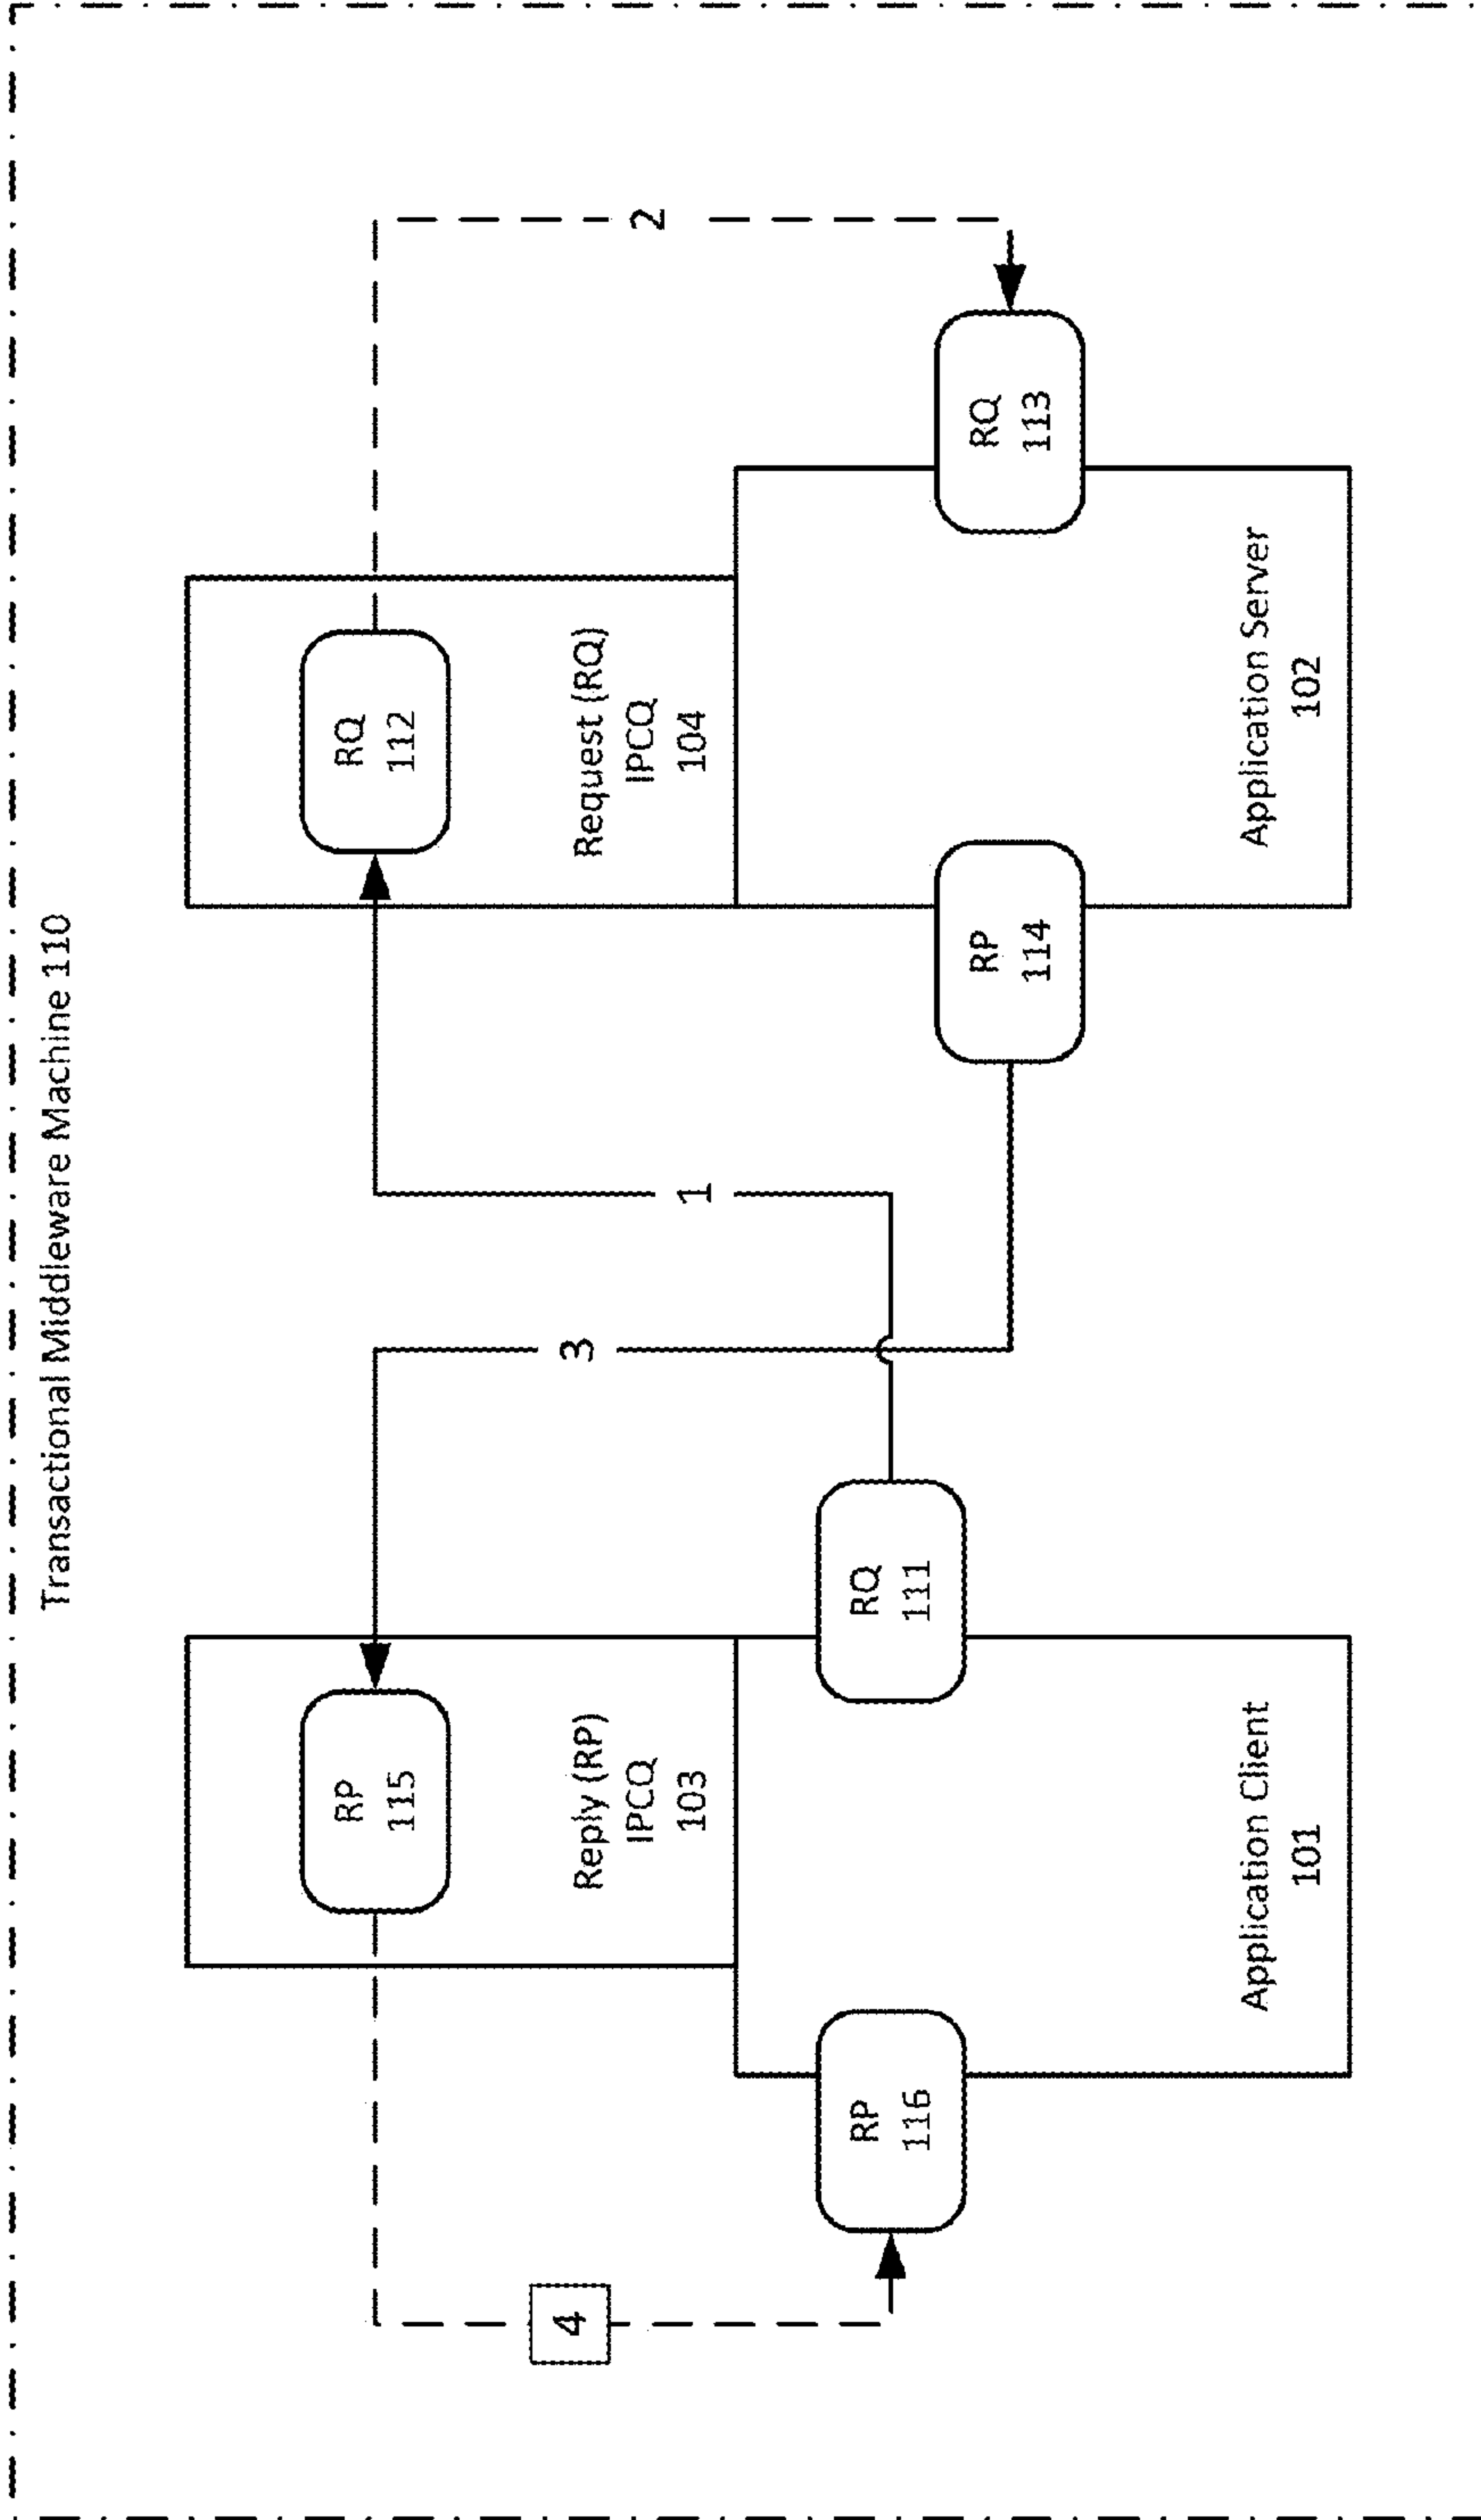 Transactional Middleware Machine 110
RP
115
Reply (RP)
IPCQ
103
RQ
112
Request (RQ)
IPCQ
104
4
3
1
2
RP
116
RQ
111
RP
114
RQ
113
Application Client
101
Application Server
102